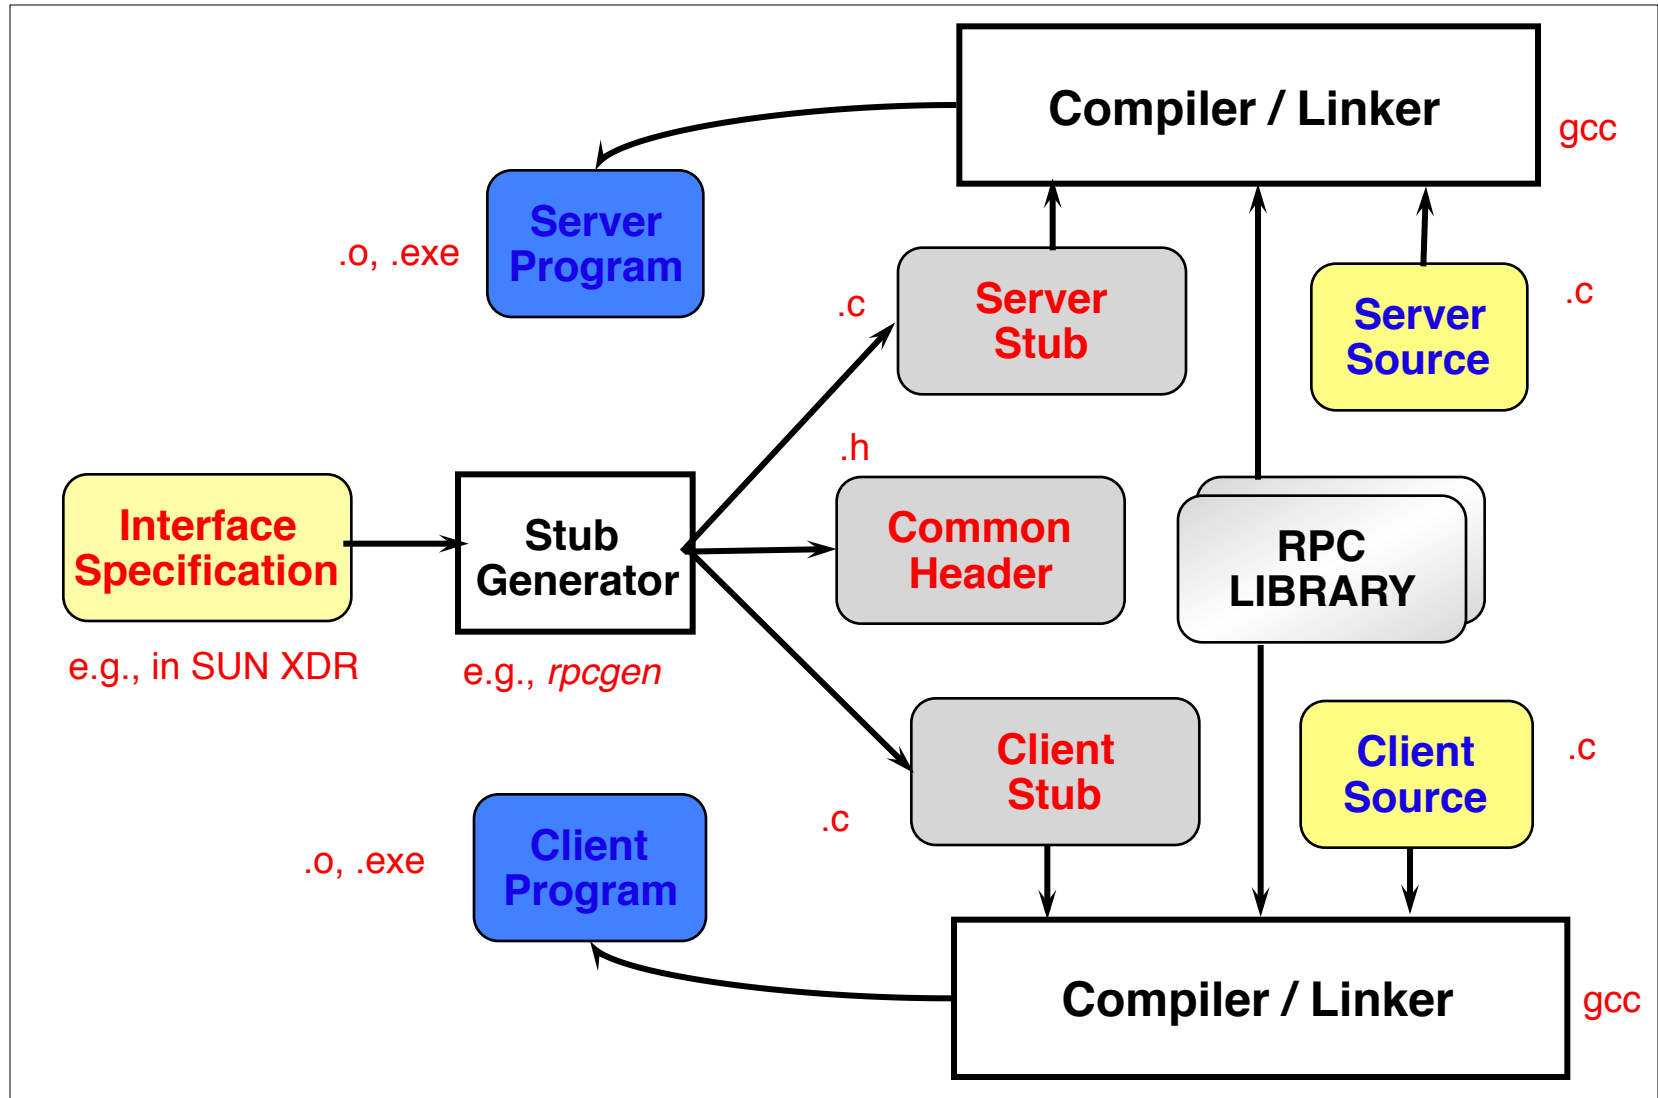 Compiler / Linker
gcc
Server
Program
.o, .exe
.c
Server
Stub
Server
Source
.c
.h
Interface
Specification
Stub
Generator
Common
Header
RPC
LIBRARY
e.g., in SUN XDR
e.g., rpcgen
Client
Stub
Client
Source
.c
.c
Client
Program
.o, .exe
Compiler / Linker
gcc